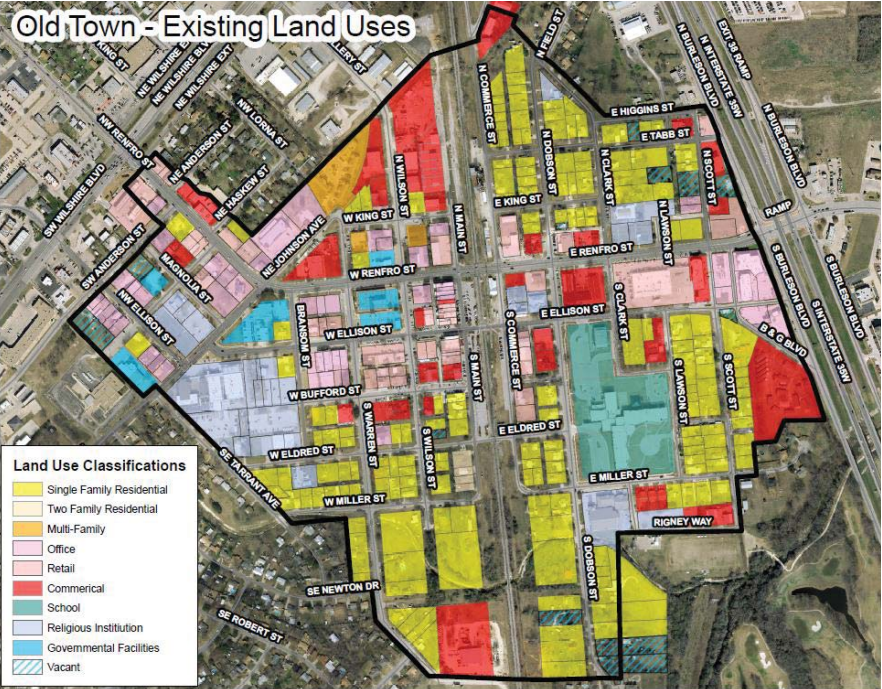 Old Town - Existing Land Uses
KING ST
NE WILSHIRE BLVD
NE WILSHIRE EXT
NW RENFRO ST
NE ANDERSON ST
NW LORNA ST
NE HASKEW ST
SW WILSHIRE BLVD
SW ANDERSON ST
MAGNOLIA ST
NW ELLISON ST
NE JOHNSON AVE
N WILSON ST
N MAIN ST
N COMMERCE ST
N FIELD ST
N DOBSON ST
N CLARK ST
N LAWSON ST
N SCOTT ST
E HIGGINS ST
E TABB ST
N BURLESON BLVD
N INTERSTATE 35W
EXIT 38 RAMP
N BURLESON BLVD
RAMP
W KING ST
E KING ST
W RENFRO ST
E RENFRO ST
BRANSOM ST
W ELLISON ST
E ELLISON ST
S COMMERCE ST
S CLARK ST
S BURLESON BLVD
S INTERSTATE 35W
S BURLESON BLVD
B & G BLVD
W BUFFORD ST
S MAIN ST
S WARREN ST
S WILSON ST
S LAWSON ST
S SCOTT ST
W ELDRED ST
E ELDRED ST
SE TARRANT AVE
W MILLER ST
E MILLER ST
RIGNEY WAY
S DOBSON ST
SE NEWTON DR
SE ROBERT ST
Land Use Classifications
Single Family Residential
Two Family Residential
Multi-Family
Office
Retail
Commerical
School
Religious Institiution
Governmental Facilities
Vacant